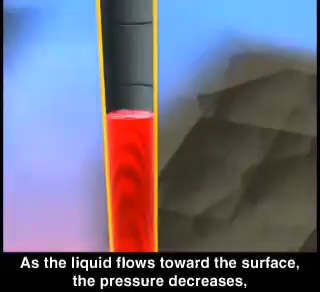 As the liquid flows toward the surface,
the pressure decreases,